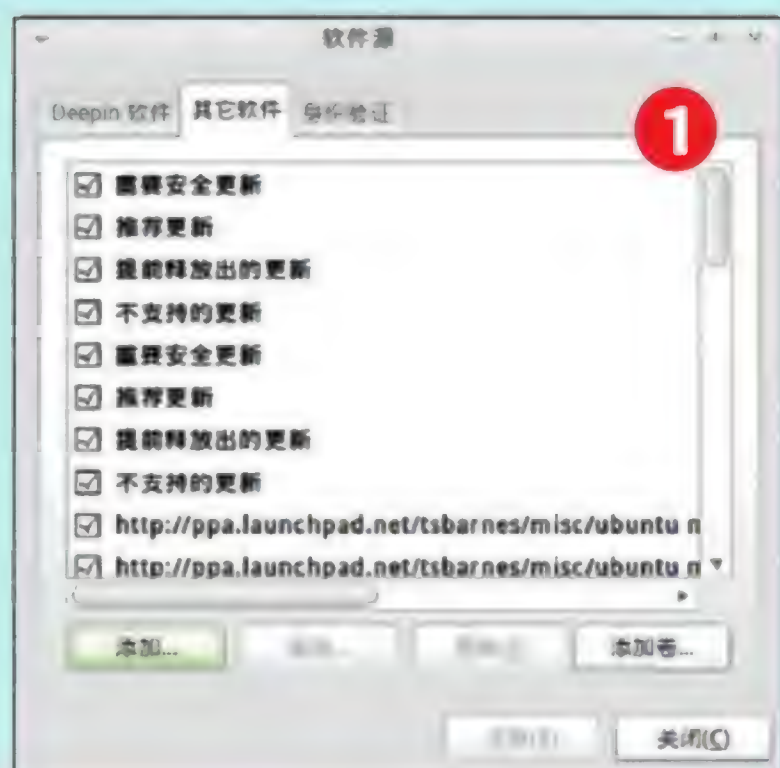 软件源
Deepin 软件 其它软件 身份验证
1
重要安全更新
推荐更新
提前释放出的更新
不支持的更新
重要安全更新
推荐更新
提前释放出的更新
不支持的更新
http://ppa.launchpad.net/tsbarnes/misc/ubuntu
http://ppa.launchpad.net/tsbarnes/misc/ubuntu
添加... 添加卷...
关闭(C)